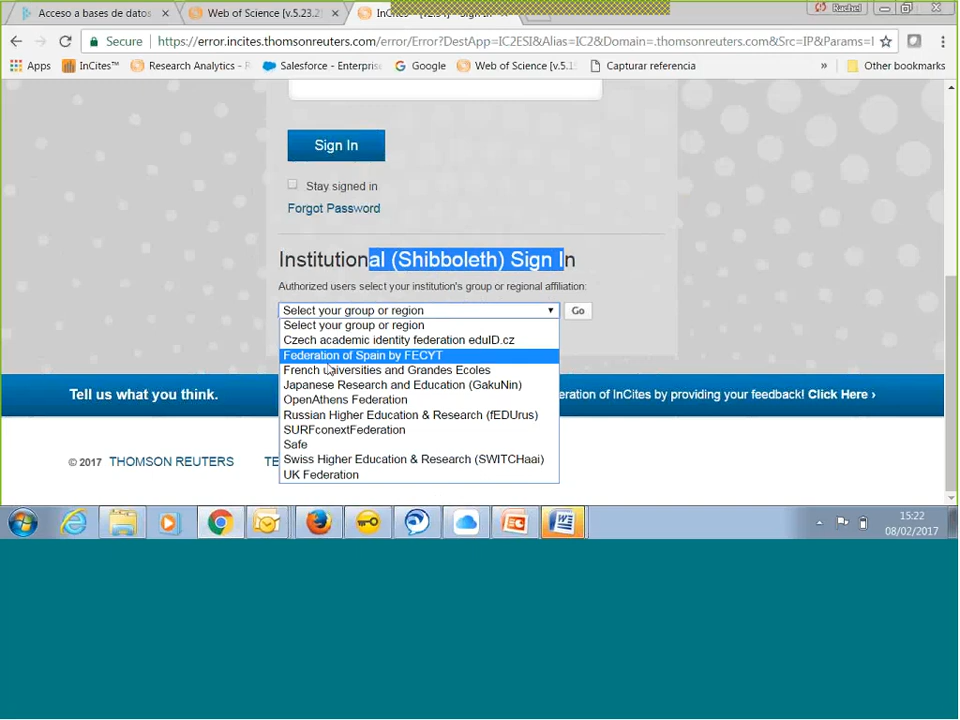 Acceso a bases de datos
Web of Science [v.5.23.2]
Sign In
Rachel
Secure
https://error.incites.thomsonreuters.com/error/Error?DestApp=IC2ESI&Alias=IC2&Domain=.thomsonreuters.com&Src=IP&Params=
Apps
InCites™
Research Analytics -
Salesforce - Enterprise
Google
Web of Science [v.5.1
Capturar referencia
»
Other bookmarks
Sign In
Stay signed in
Forgot Password
Institutional (Shibboleth) Sign In
Authorized users select your institution's group or regional affiliation:
Select your group or region
Go
Select your group or region
Czech academic identity federation eduID.cz
Federation of Spain by FECYT
French universities and Grandes Ecoles
Japanese Research and Education (GakuNin)
OpenAthens Federation
Russian Higher Education & Research (fEDUrus)
SURFconextFederation
Safe
Swiss Higher Education & Research (SWITCHaai)
UK Federation
Tell us what you think.
eration of InCites by providing your feedback! Click Here ›
© 2017 THOMSON REUTERS
TE
15:22
08/02/2017